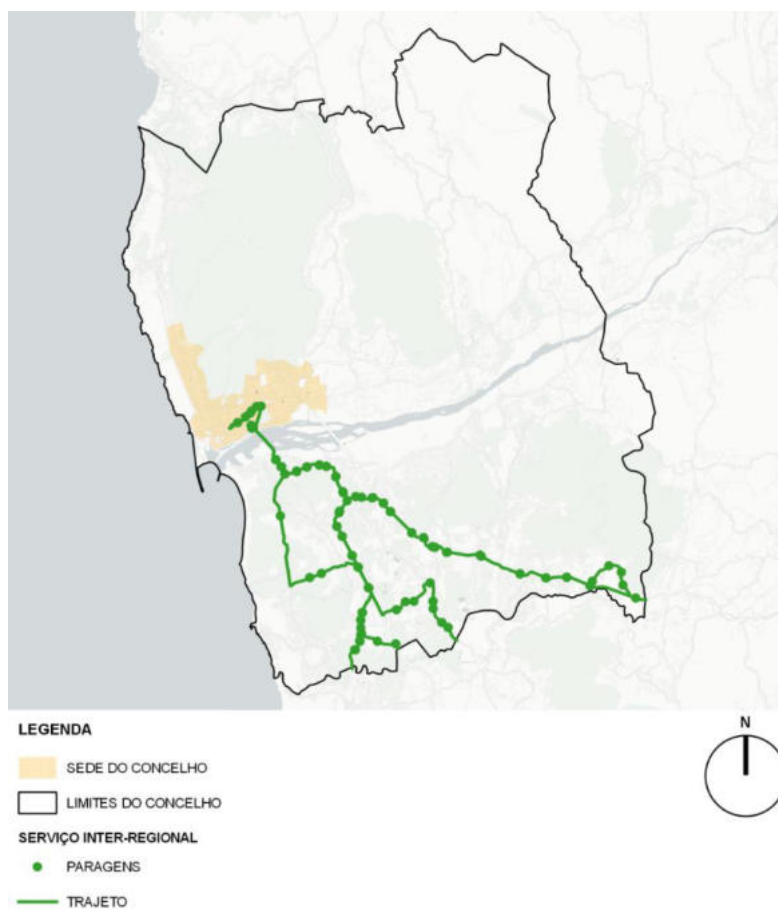 LEGENDA
SEDE DO CONCELHO
LIMITES DO CONCELHO
SERVIÇO INTER-REGIONAL
PARAGENS
TRAJETO
N